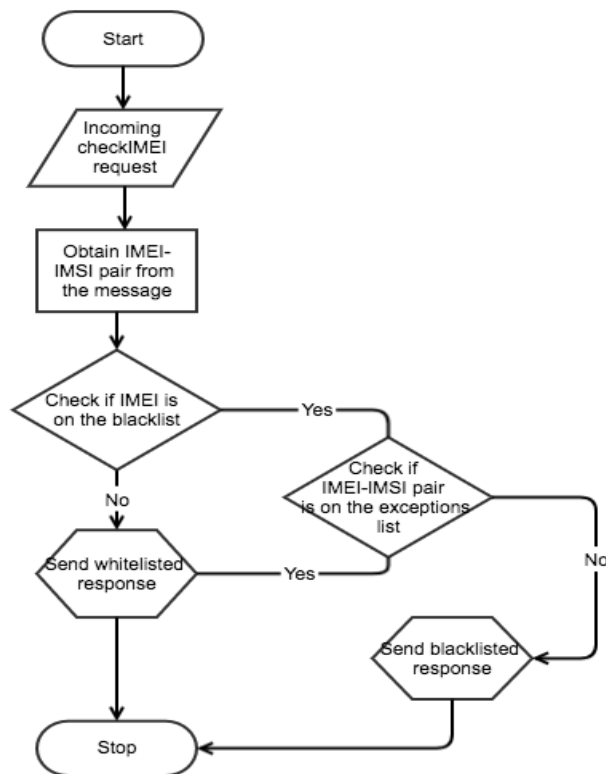 Start
Incoming
checkIMEI
request
Obtain IMEI-
IMSI pair from
the message
Check if IMEI is
on the blacklist
Yes
Check if
IMEI-IMSI pair
is on the exceptions
list
No
Send whitelisted
response
Yes
No
Send blacklisted
response
Stop